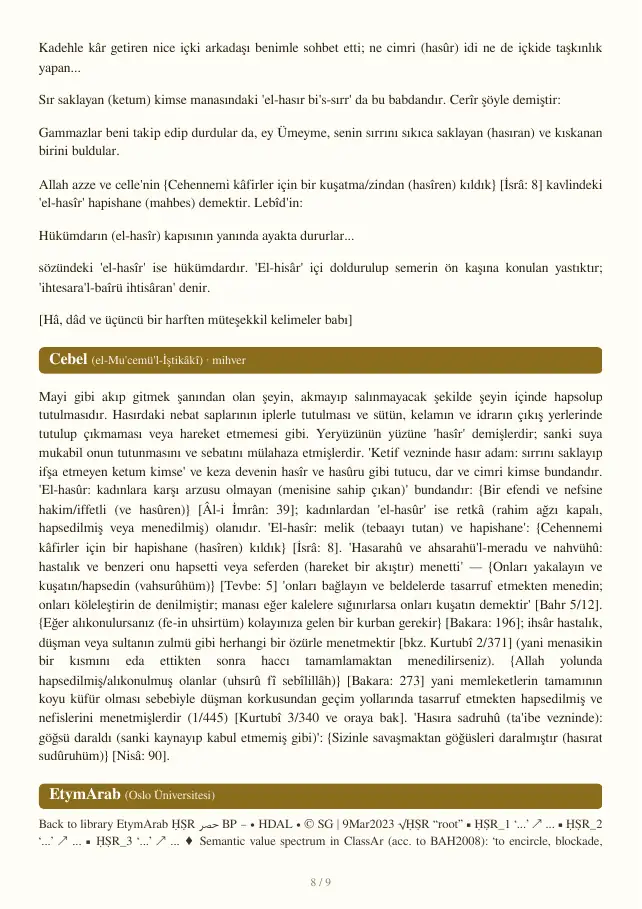 Kadehle kâr getiren nice içki arkadaşı benimle sohbet etti; ne cimri (hasûr) idi ne de içkide taşkınlık
yapan...
Sır saklayan (ketum) kimse manasındaki 'el-hasır bi's-sırr' da bu babdandır. Cerîr şöyle demiştir:
Gammazlar beni takip edip durdular da, ey Ümeyme, senin sırrını sıkıca saklayan (hasıran) ve kıskanan
birini buldular.
Allah azze ve celle'nin {Cehennemi kâfirler için bir kuşatma/zindan (hasîren) kıldık} [İsrâ: 8] kavlindeki
'el-hasîr' hapishane (mahbes) demektir. Lebîd'in:
Hükümdarın (el-hasîr) kapısının yanında ayakta dururlar...
sözündeki 'el-hasîr' ise hükümdardır. 'El-hisâr' içi doldurulup semerin ön kaşına konulan yastıktır;
'ihtesara'l-baîrü ihtisâran' denir.
[Hâ, dâd ve üçüncü bir harften müteşekkil kelimeler babı]
Cebel (el-Mu'cemü'l-İştikâkî) · mihver
Mayi gibi akıp gitmek şanından olan şeyin, akmayıp salınmayacak şekilde şeyin içinde hapsolup
tutulmasıdır. Hasırdaki nebat saplarının iplerle tutulması ve sütün, kelamın ve idrarın çıkış yerlerinde
tutulup çıkmaması veya hareket etmemesi gibi. Yeryüzünün yüzüne 'hasîr' demişlerdir; sanki suya
mukabil onun tutunmasını ve sebatını mülahaza etmişlerdir. 'Ketif vezninde hasır adam: sırrını saklayıp
ifşa etmeyen ketum kimse' ve keza devenin hasîr ve hasûru gibi tutucu, dar ve cimri kimse bundandır.
'El-hasûr: kadınlara karşı arzusu olmayan (menisine sahip çıkan)' bundandır: {Bir efendi ve nefsine
hakim/iffetli (ve hasûren)} [Âl-i İmrân: 39]; kadınlardan 'el-hasûr' ise retkâ (rahim ağzı kapalı,
hapsedilmiş veya menedilmiş) olanıdır. 'El-hasîr: melik (tebaayı tutan) ve hapishane': {Cehennemi
kâfirler için bir hapishane (hasîren) kıldık} [İsrâ: 8]. 'Hasarahû ve ahsarahü'l-meradu ve nahvühû:
hastalık ve benzeri onu hapsetti veya seferden (hareket bir akıştır) menetti' — {Onları yakalayın ve
kuşatın/hapsedin (vahsurûhüm)} [Tevbe: 5] 'onları bağlayın ve beldelerde tasarruf etmekten menedin;
onları köleleştirin de denilmiştir; manası eğer kalelere sığınırlarsa onları kuşatın demektir' [Bahr 5/12].
{Eğer alıkonulursanız (fe-in uhsirtüm) kolayınıza gelen bir kurban gerekir} [Bakara: 196]; ihsâr hastalık,
düşman veya sultanın zulmü gibi herhangi bir özürle menetmektir [bkz. Kurtubî 2/371] (yani menasikin
bir kısmını eda ettikten sonra haccı tamamlamaktan menedilirseniz). {Allah yolunda
hapsedilmiş/alıkonulmuş olanlar (uhsırû fî sebîlillâh)} [Bakara: 273] yani memleketlerin tamamının
koyu küfür olması sebebiyle düşman korkusundan geçim yollarında tasarruf etmekten hapsedilmiş ve
nefislerini menetmişlerdir (1/445) [Kurtubî 3/340 ve oraya bak]. 'Hasıra sadruhû (ta'ibe vezninde):
göğsü daraldı (sanki kaynayıp kabul etmemiş gibi)': {Sizinle savaşmaktan göğüsleri daralmıştır (hasırat
sudûruhüm)} [Nisâ: 90].
EtymArab (Oslo Üniversitesi)
Back to library EtymArab ḤṢR حصر BP – • HDAL • © SG | 9Mar2023 √ḤṢR “root” ▪ ḤṢR_1 ‘...’ ↗ ... ▪ ḤṢR_2
‘...’ ↗ ... ▪ ḤṢR_3 ‘...’ ↗ ... ♦ Semantic value spectrum in ClassAr (acc. to BAH2008): ‘to encircle, blockade,
8 / 9